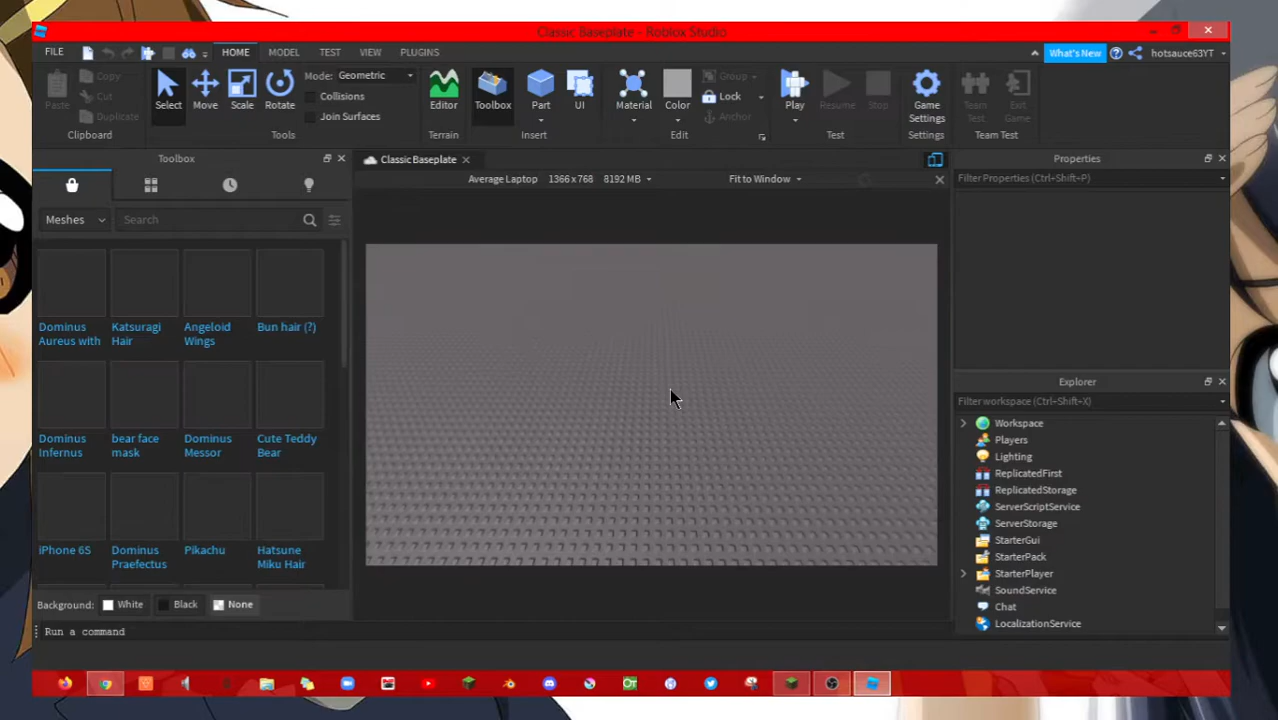 Classic Baseplate - Roblox Studio
FILE HOME MODEL TEST VIEW PLUGINS What's New hotsauce63YT
Paste Copy Cut Duplicate
Clipboard
Select Move Scale Rotate
Mode: Geometric
Collisions
Join Surfaces
Tools
Editor
Terrain
Toolbox Part UI
Insert
Material Color
Group
Lock
Anchor
Edit
Play Resume Stop
Test
Game Settings
Settings
Team Test
Exit Game
Team Test
Toolbox
Meshes Search
Dominus Aureus with
Katsuragi Hair
Angeloid Wings
Bun hair (?)
Dominus Infernus
bear face mask
Dominus Messor
Cute Teddy Bear
iPhone 6S
Dominus Praefectus
Pikachu
Hatsune Miku Hair
Background: White Black None
Run a command
Classic Baseplate
Average Laptop 1366x768 8192 MB Fit to Window
Properties
Filter Properties (Ctrl+Shift+P)
Explorer
Filter workspace (Ctrl+Shift+X)
Workspace
Players
Lighting
ReplicatedFirst
ReplicatedStorage
ServerScriptService
ServerStorage
StarterGui
StarterPack
StarterPlayer
SoundService
Chat
LocalizationService